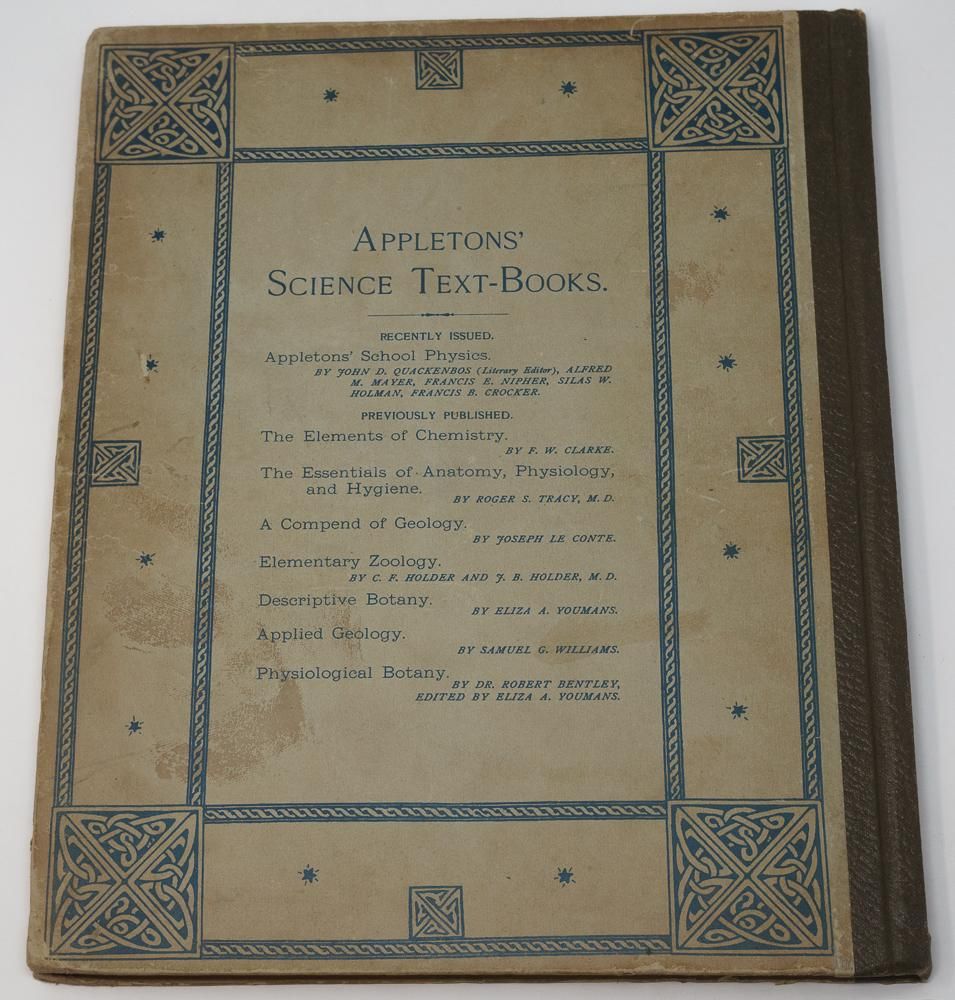 APPLETONS'
SCIENCE TEXT-BOOKS.
RECENTLY ISSUED.
Appletons' School Physics.
BY JOHN D. QUACKENBOS (Literary Editor), ALFRED
M. MAYER, FRANCIS E. NIPHER, SILAS W.
HOLMAN, FRANCIS B. CROCKER.
PREVIOUSLY PUBLISHED.
The Elements of Chemistry.
BY F. W. CLARKE.
The Essentials of Anatomy, Physiology,
and Hygiene.
BY ROGER S. TRACY, M. D.
A Compend of Geology.
BY JOSEPH LE CONTE.
Elementary Zoology.
BY C. F. HOLDER AND J. B. HOLDER, M. D.
Descriptive Botany.
BY ELIZA A. YOUMANS.
Applied Geology.
BY SAMUEL G. WILLIAMS.
Physiological Botany.
BY DR. ROBERT BENTLEY,
EDITED BY ELIZA A. YOUMANS.